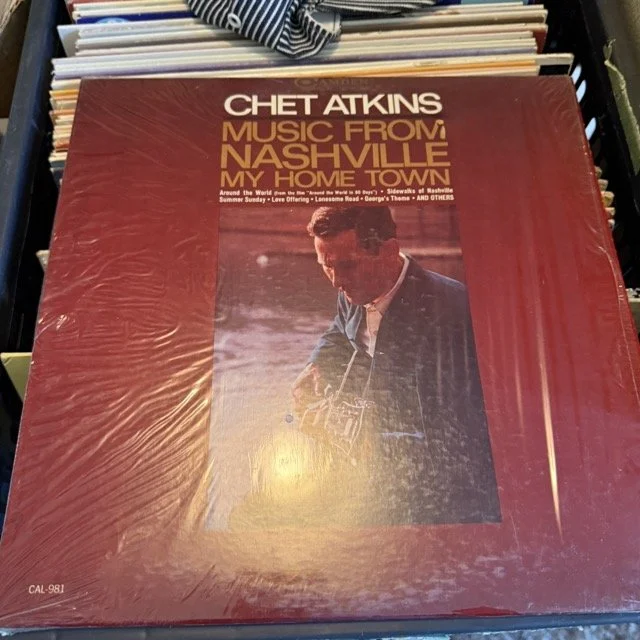 CAMDEN
CHET ATKINS
MUSIC FROM
NASHVILLE
MY HOME TOWN
Around the World (from the film "Around the World in 80 Days") • Sidewalks of Nashville
Summer Sunday • Love Offering • Lonesome Road • George's Theme • AND OTHERS
CAL-981